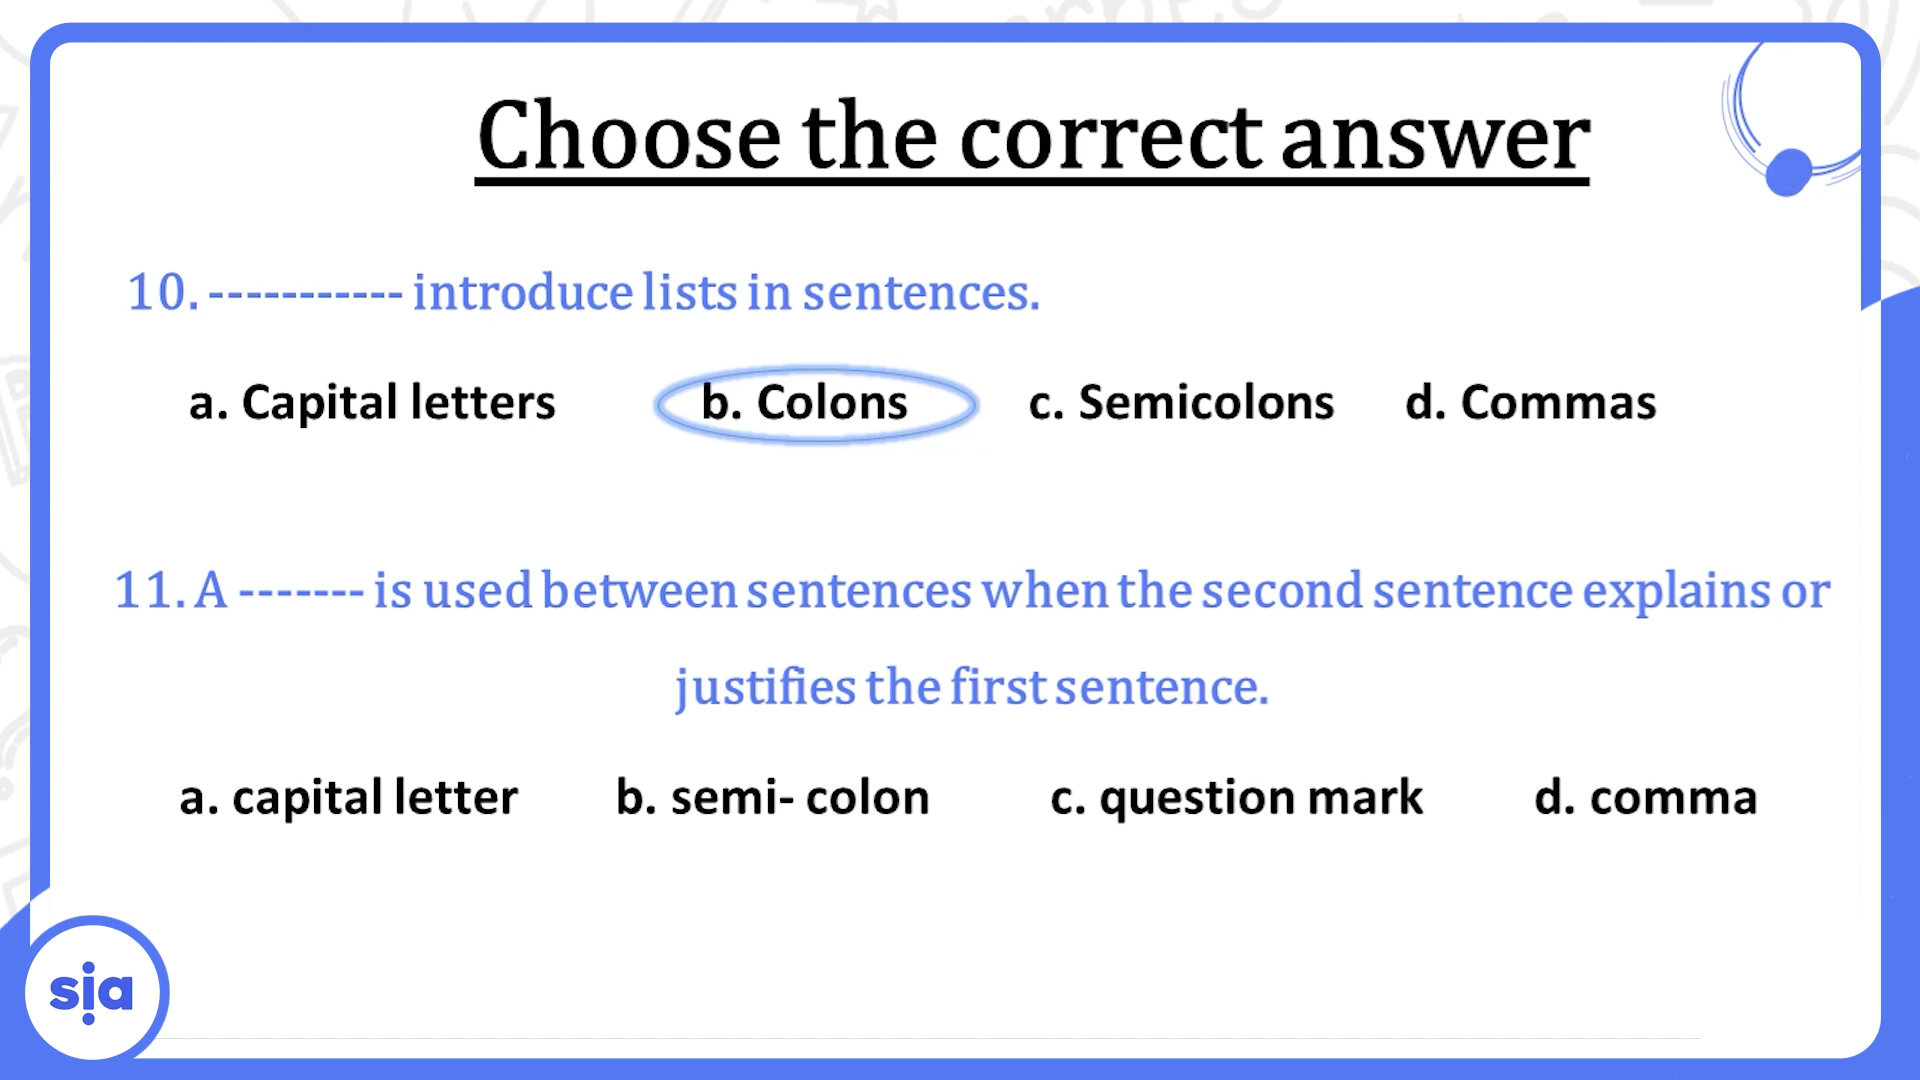 Choose the correct answer
10. ----------- introduce lists in sentences.
a. Capital letters b. Colons c. Semicolons d. Commas
11. A ------- is used between sentences when the second sentence explains or
justifies the first sentence.
a. capital letter b. semi- colon c. question mark d. comma
sia